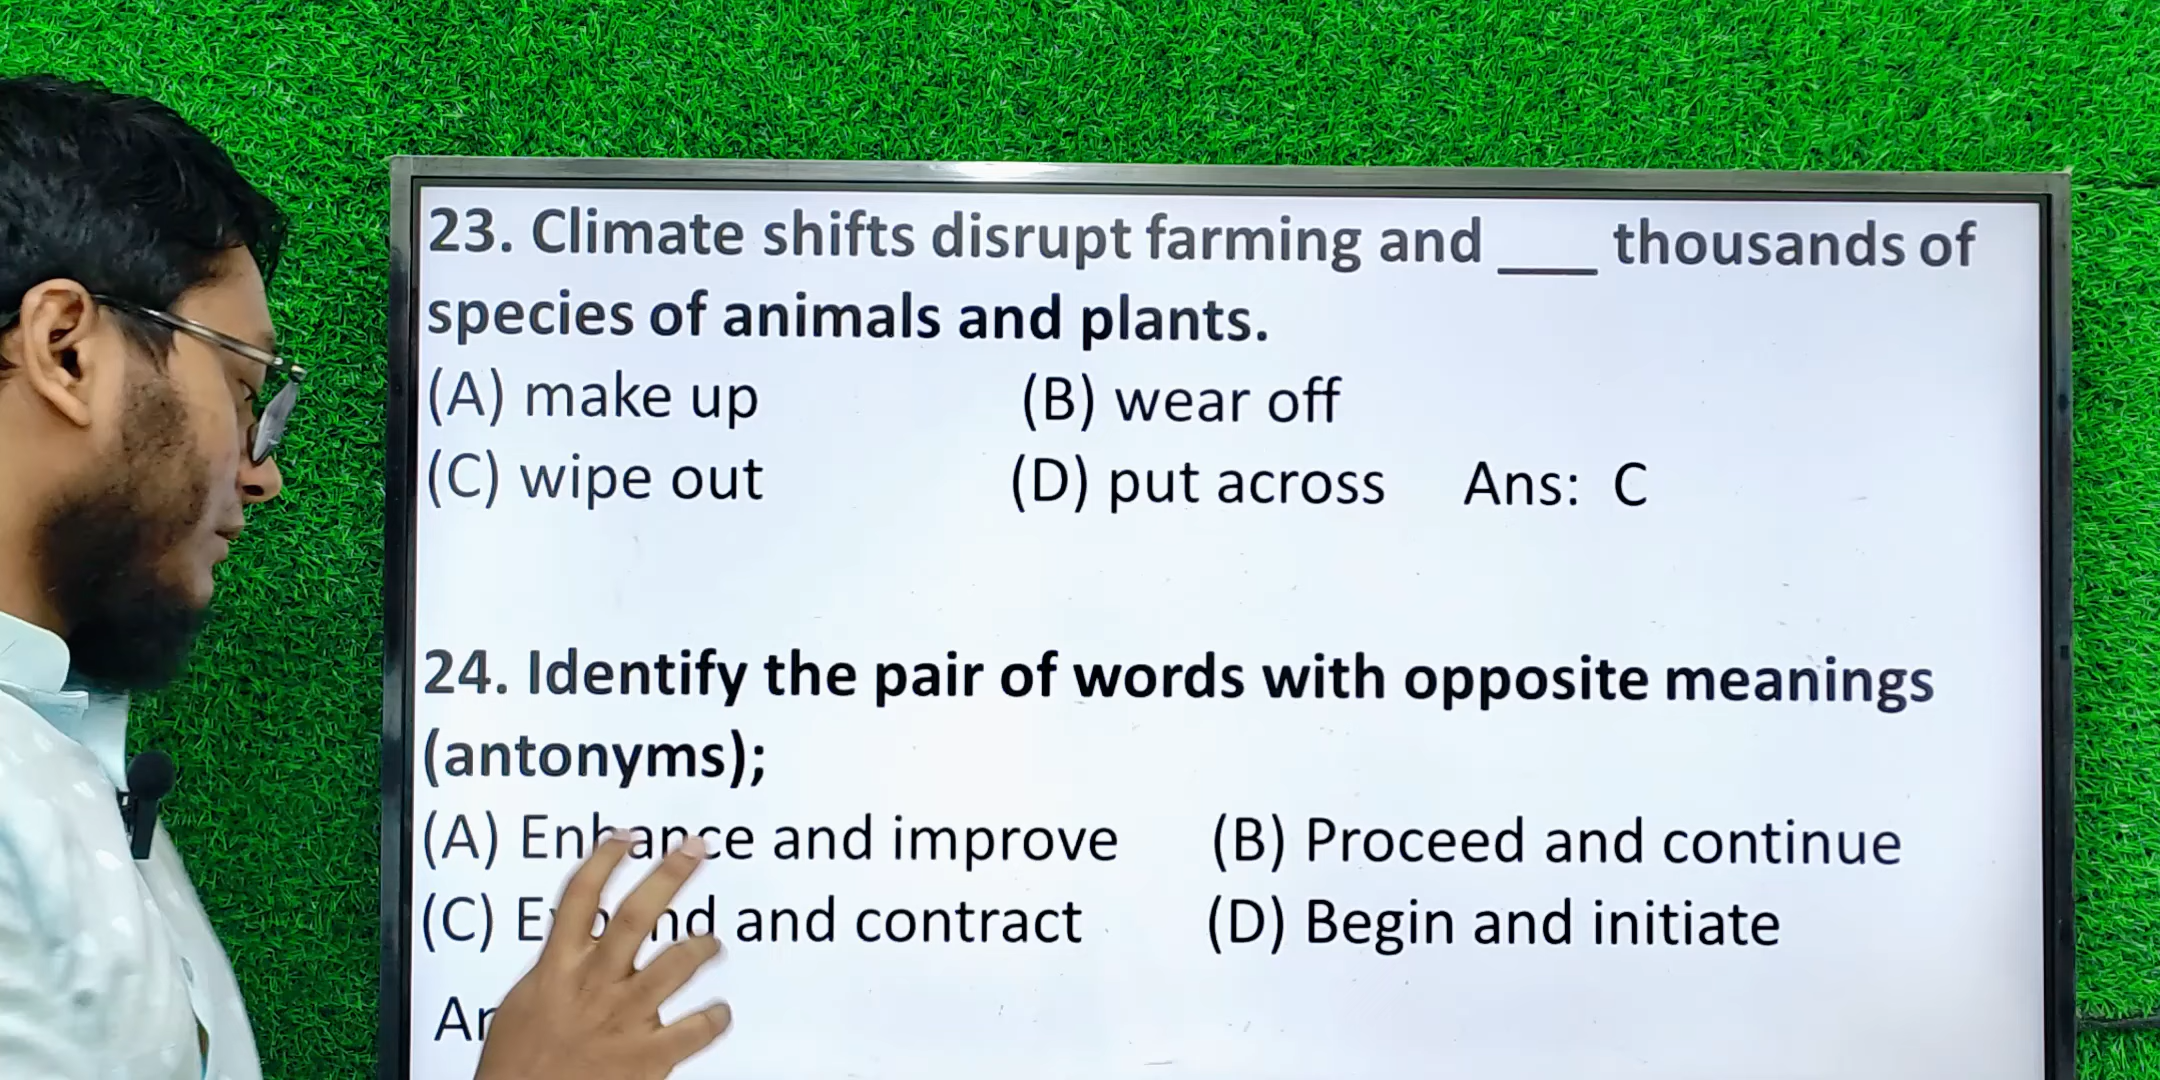 23. Climate shifts disrupt farming and ____ thousands of
species of animals and plants.
(A) make up (B) wear off
(C) wipe out (D) put across Ans: C
24. Identify the pair of words with opposite meanings
(antonyms);
(A) Enhance and improve (B) Proceed and continue
(C) Expand and contract (D) Begin and initiate